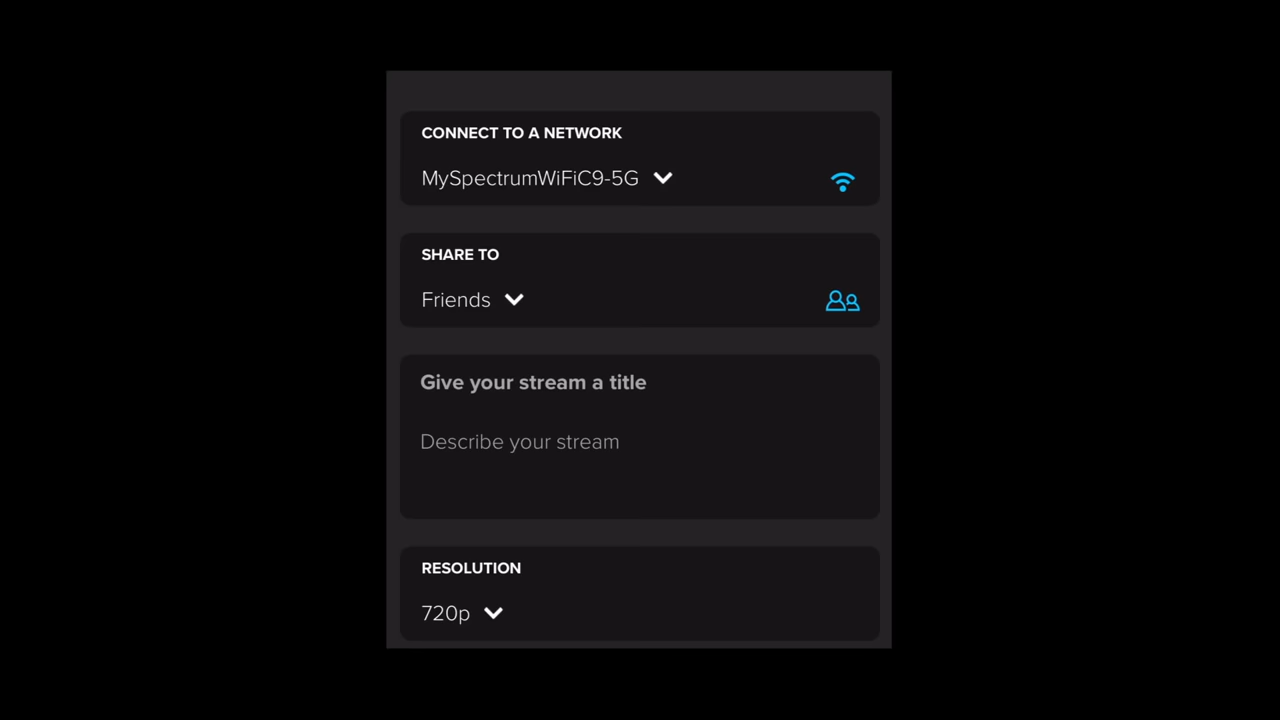 CONNECT TO A NETWORK
MySpectrumWiFiC9-5G
SHARE TO
Friends
Give your stream a title
Describe your stream
RESOLUTION
720p